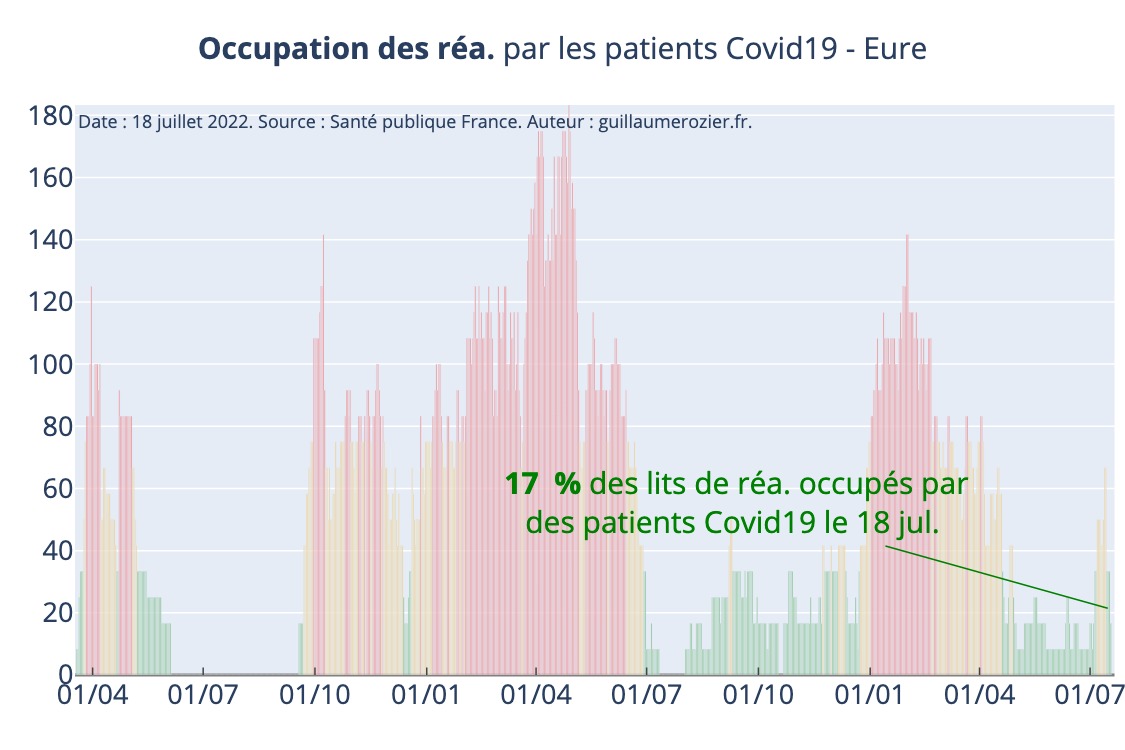 Occupation des réa. par les patients Covid19 - Eure
180
Date : 18 juillet 2022. Source : Santé publique France. Auteur : guillaumerozier.fr.
160
140
120
100
80
60
17 % des lits de réa. occupés par
des patients Covid19 le 18 jul.
40
20
0
01/04 01/07 01/10 01/01 01/04 01/07 01/10 01/01 01/04 01/07